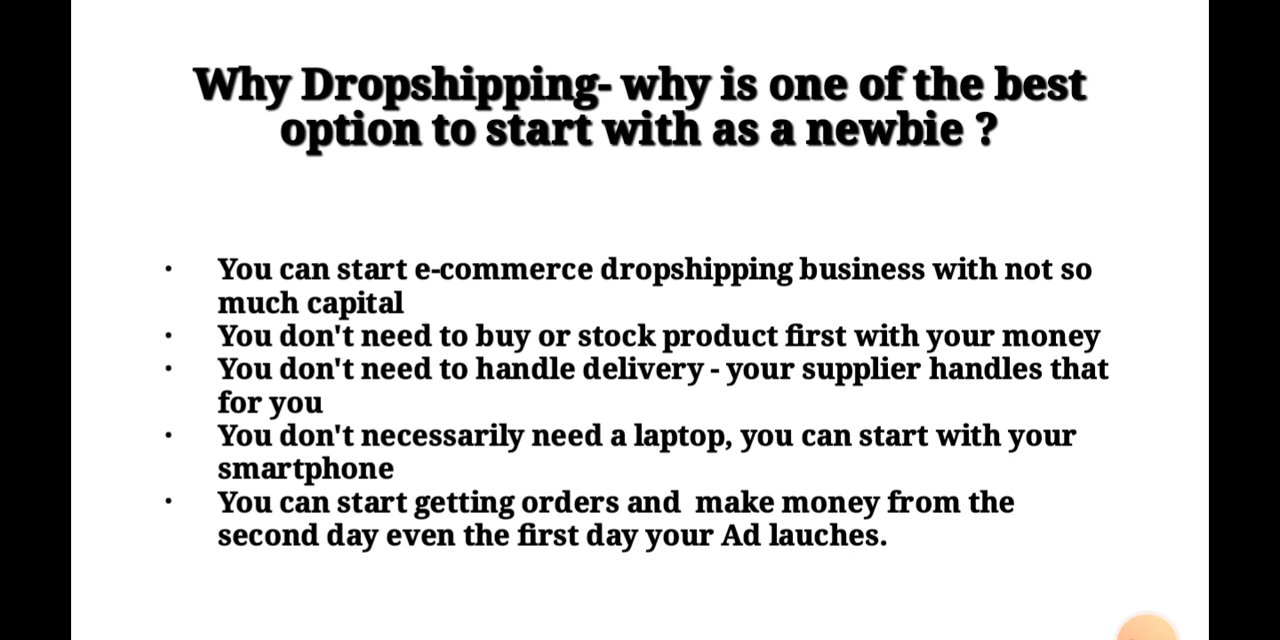 Why Dropshipping- why is one of the best
option to start with as a newbie ?
· You can start e-commerce dropshipping business with not so
much capital
· You don't need to buy or stock product first with your money
· You don't need to handle delivery - your supplier handles that
for you
· You don't necessarily need a laptop, you can start with your
smartphone
· You can start getting orders and  make money from the
second day even the first day your Ad lauches.